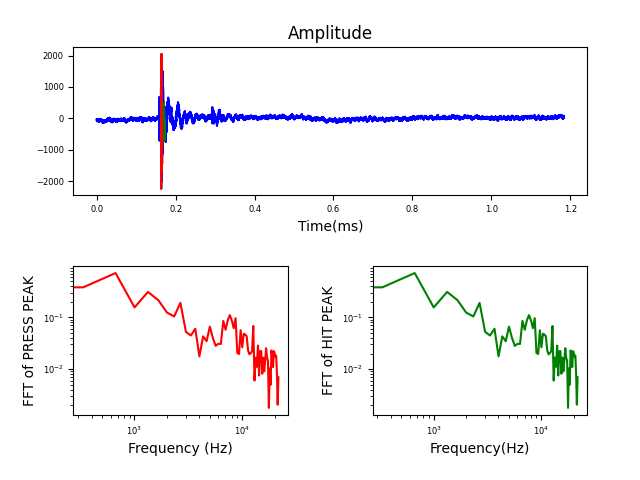 Amplitude
2000
1000
0
−1000
−2000
0.0 0.2 0.4 0.6 0.8 1.0 1.2
Time(ms)
FFT of PRESS PEAK
10⁻¹
10⁻²
10³ 10⁴
Frequency (Hz)
FFT of HIT PEAK
10⁻¹
10⁻²
10³ 10⁴
Frequency(Hz)